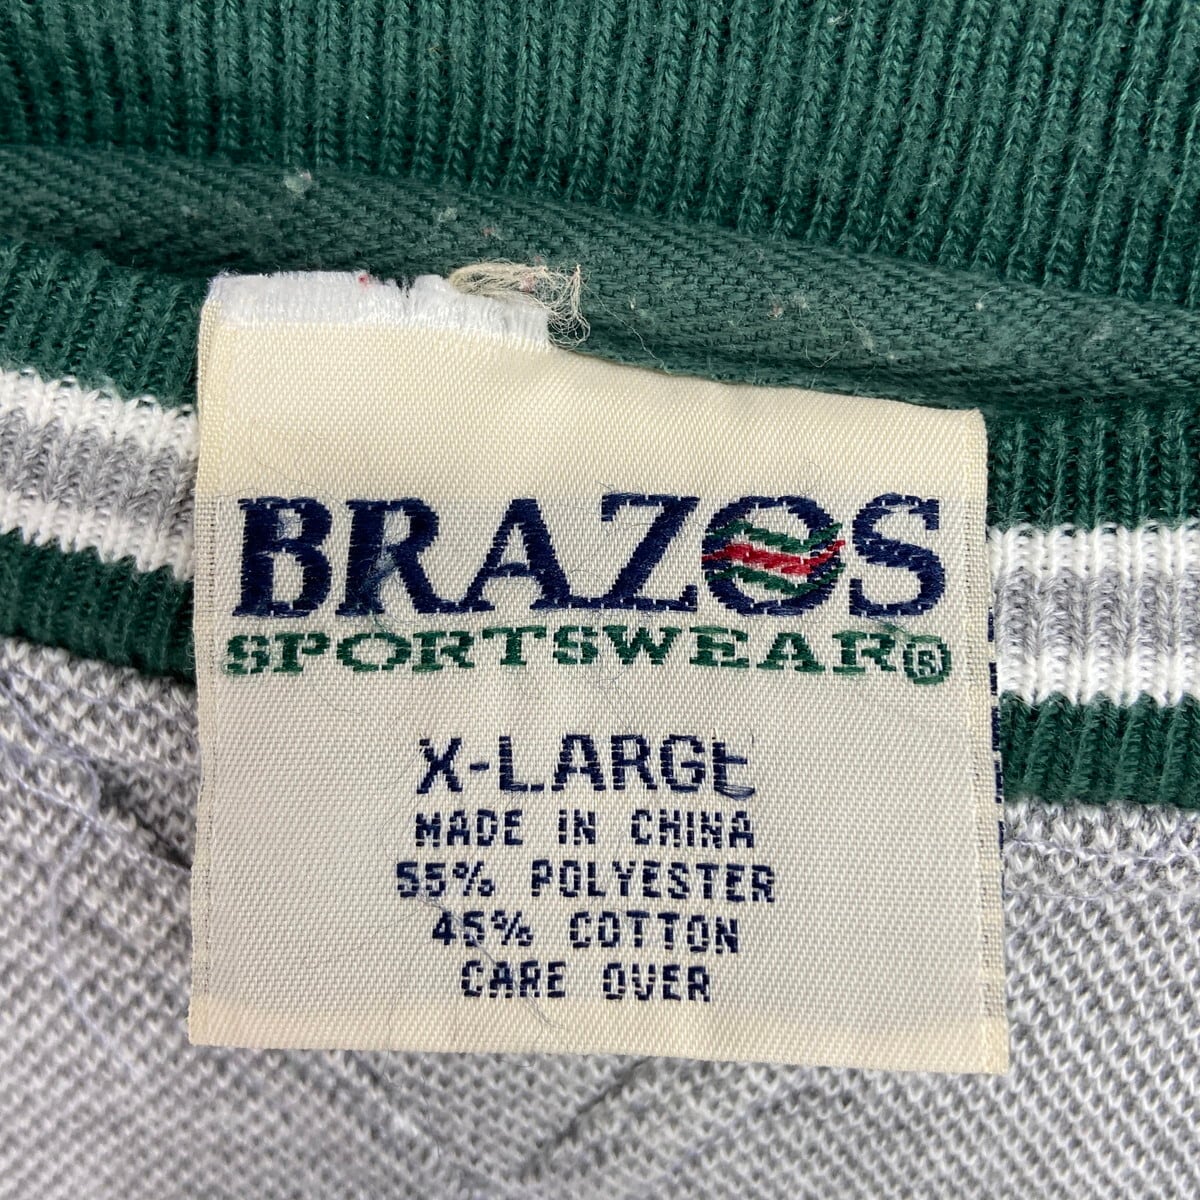 BRAZOS
SPORTSWEAR®
X-LARGE
MADE IN CHINA
55% POLYESTER
45% COTTON
CARE OVER